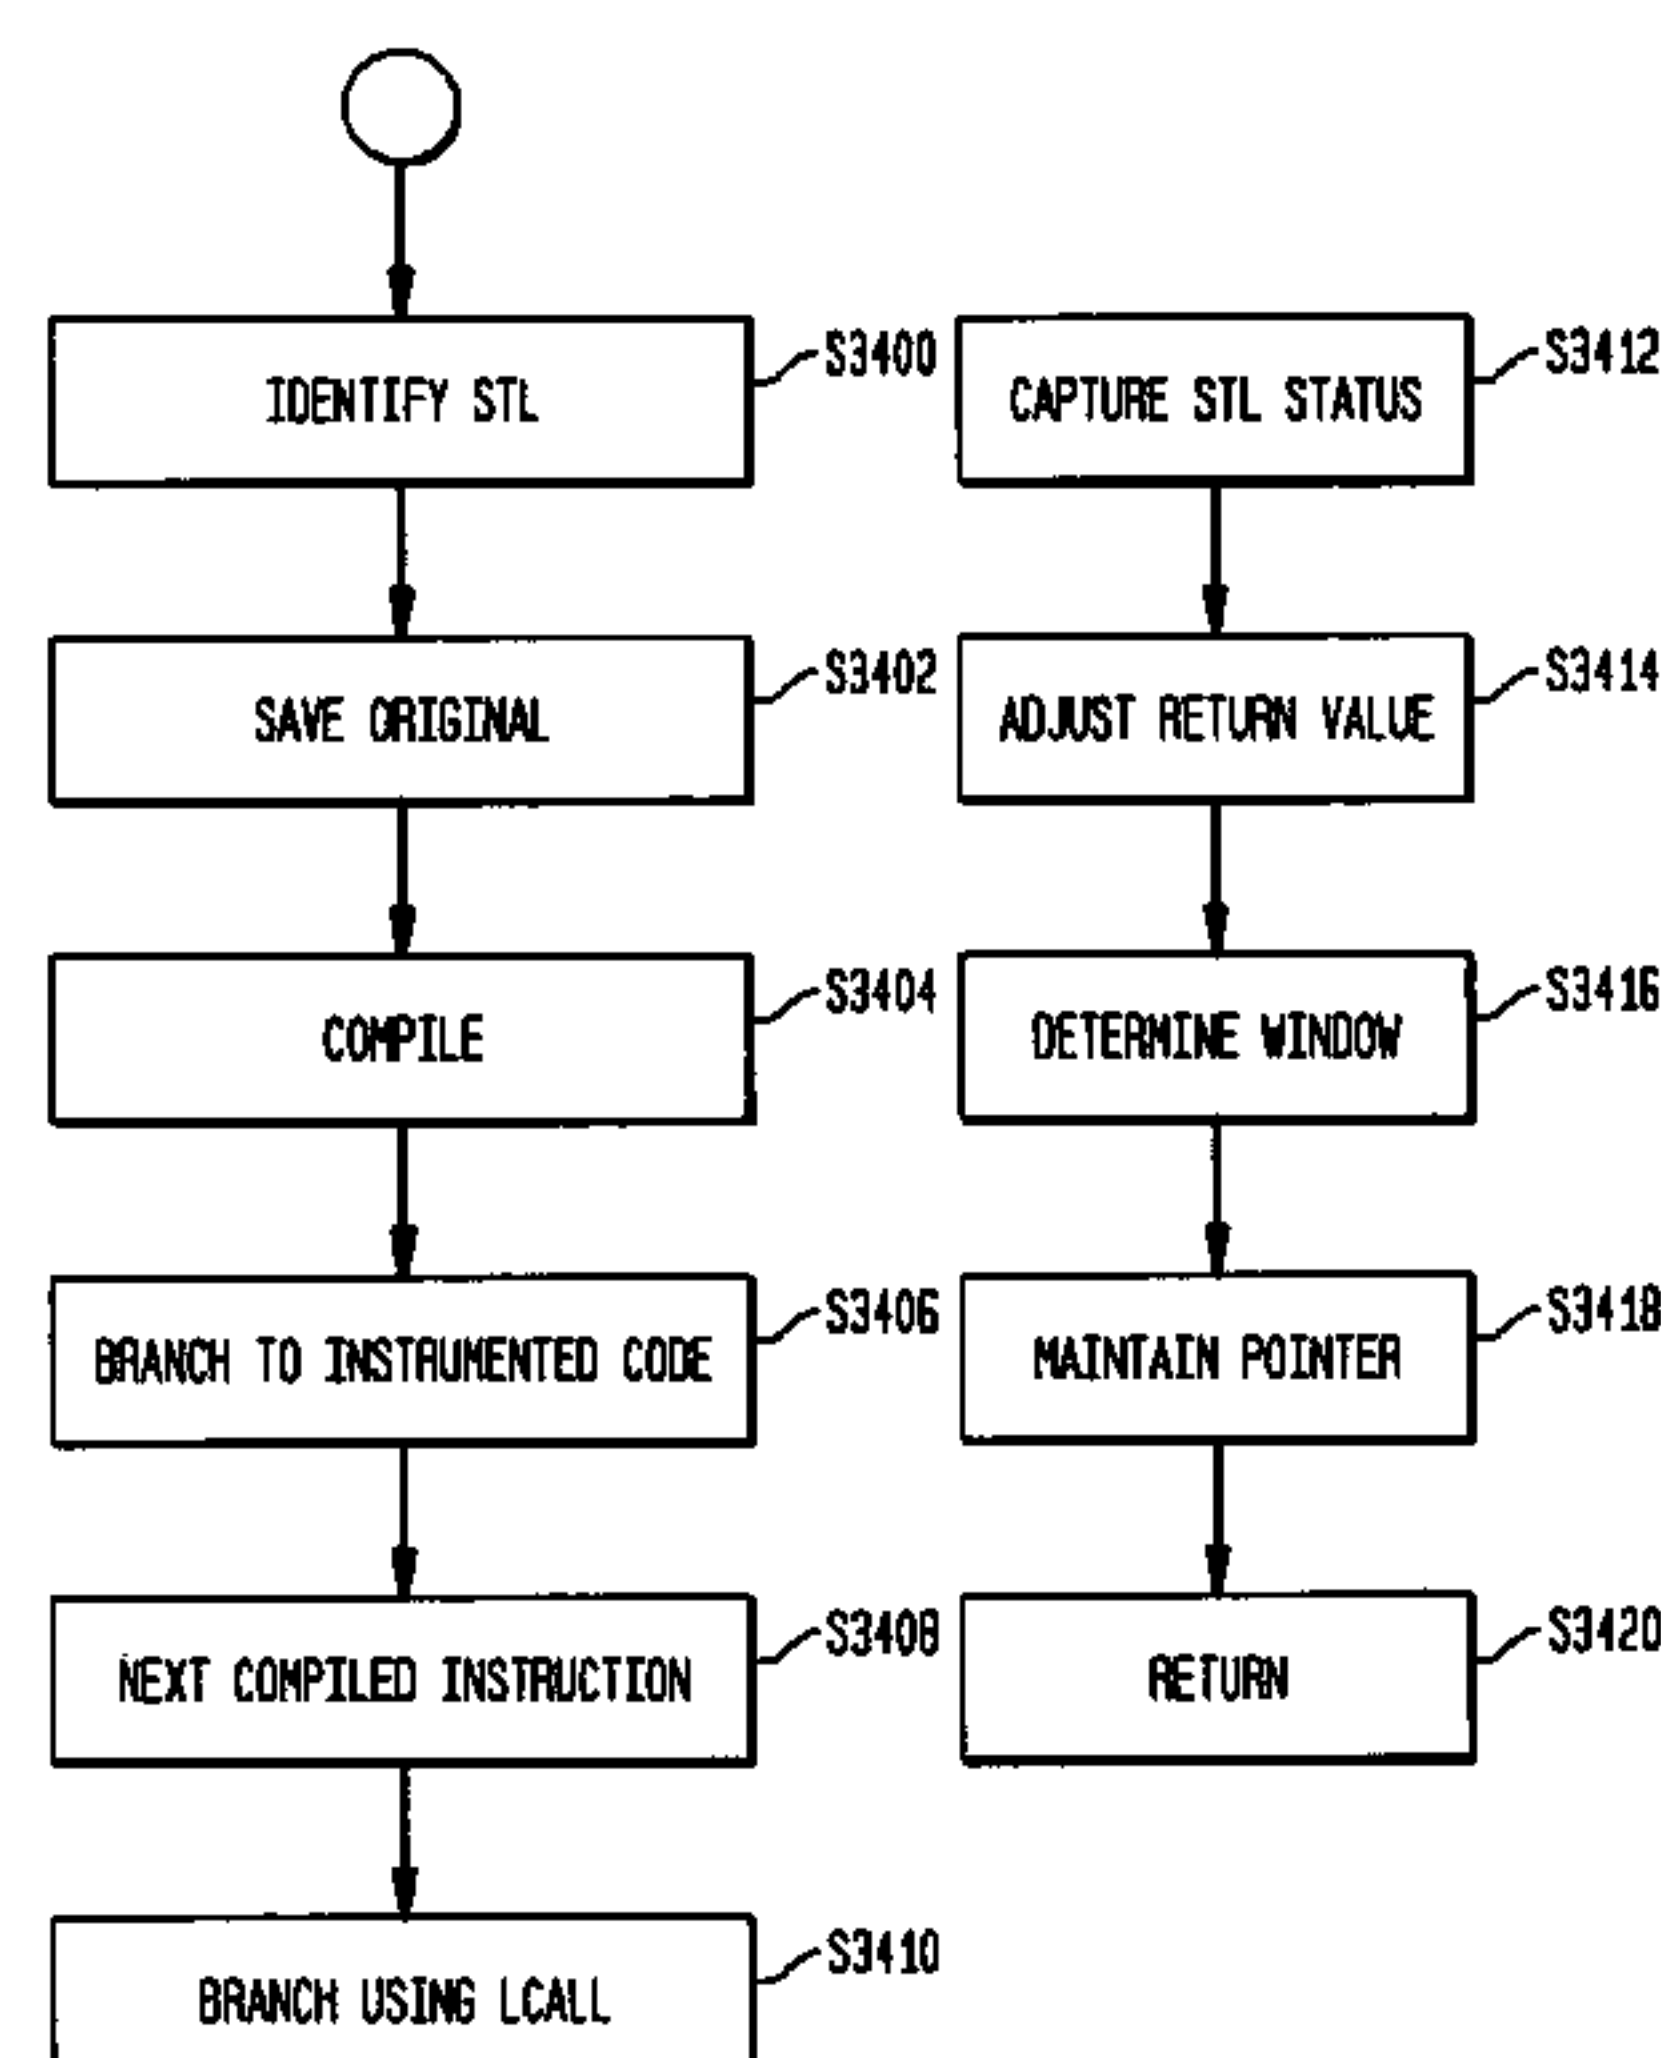 IDENTIFY STL
S3400
SAVE ORIGINAL
S3402
COMPILE
S3404
BRANCH TO INSTRUMENTED CODE
S3406
NEXT COMPILED INSTRUCTION
S3408
BRANCH USING LCALL
S3410
CAPTURE STL STATUS
S3412
ADJUST RETURN VALUE
S3414
DETERMINE WINDOW
S3416
MAINTAIN POINTER
S3418
RETURN
S3420